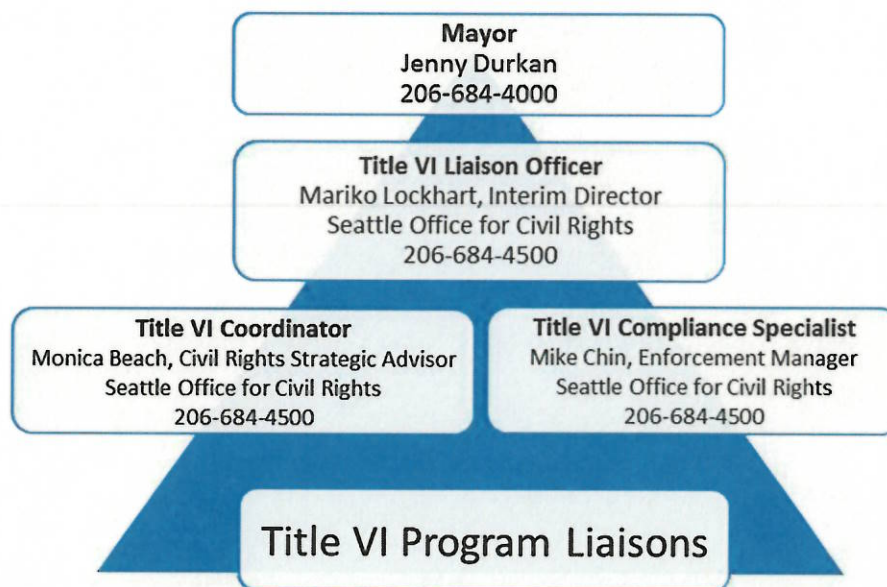 Mayor
Jenny Durkan
206-684-4000
Title VI Liaison Officer
Mariko Lockhart, Interim Director
Seattle Office for Civil Rights
206-684-4500
Title VI Coordinator
Monica Beach, Civil Rights Strategic Advisor
Seattle Office for Civil Rights
206-684-4500
Title VI Compliance Specialist
Mike Chin, Enforcement Manager
Seattle Office for Civil Rights
206-684-4500
Title VI Program Liaisons